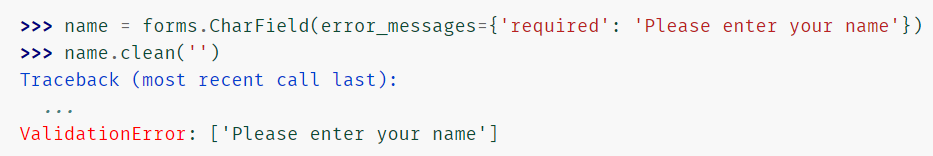 >>> name = forms.CharField(error_messages={'required': 'Please enter your name'})
>>> name.clean('')
Traceback (most recent call last):
  ...
ValidationError: ['Please enter your name']